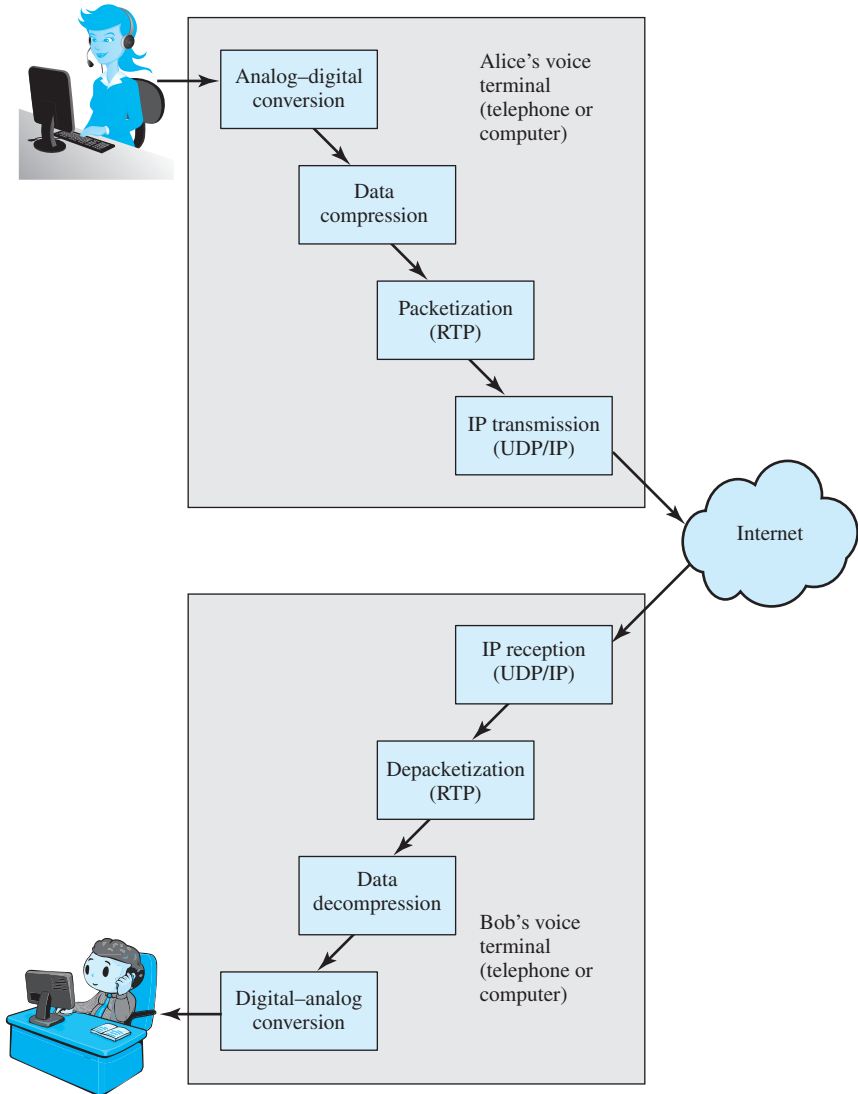 Analog–digital
conversion
Alice's voice
terminal
(telephone or
computer)
Data
compression
Packetization
(RTP)
IP transmission
(UDP/IP)
Internet
IP reception
(UDP/IP)
Depacketization
(RTP)
Data
decompression
Bob's voice
terminal
(telephone or
computer)
Digital–analog
conversion